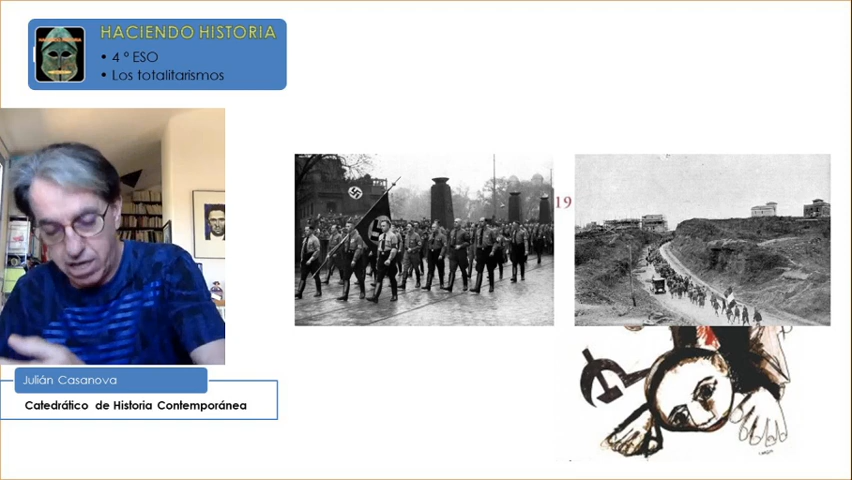 HACIENDO HISTORIA
• 4 º ESO
• Los totalitarismos
19
Julián Casanova
Catedrático de Historia Contemporánea